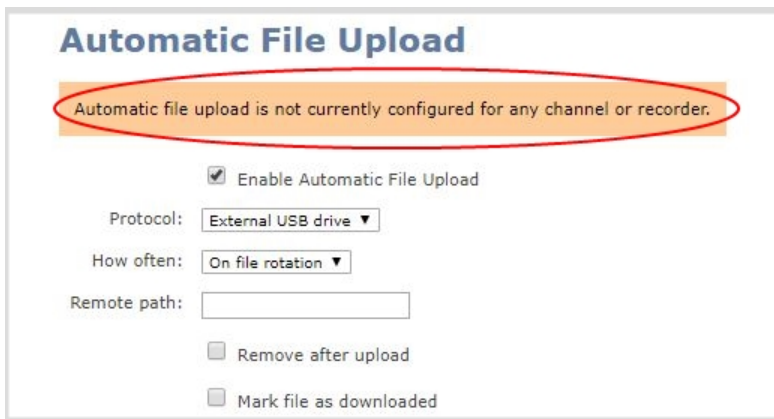 Automatic File Upload
Automatic file upload is not currently configured for any channel or recorder.
Enable Automatic File Upload
Protocol: External USB drive
How often: On file rotation
Remote path:
Remove after upload
Mark file as downloaded